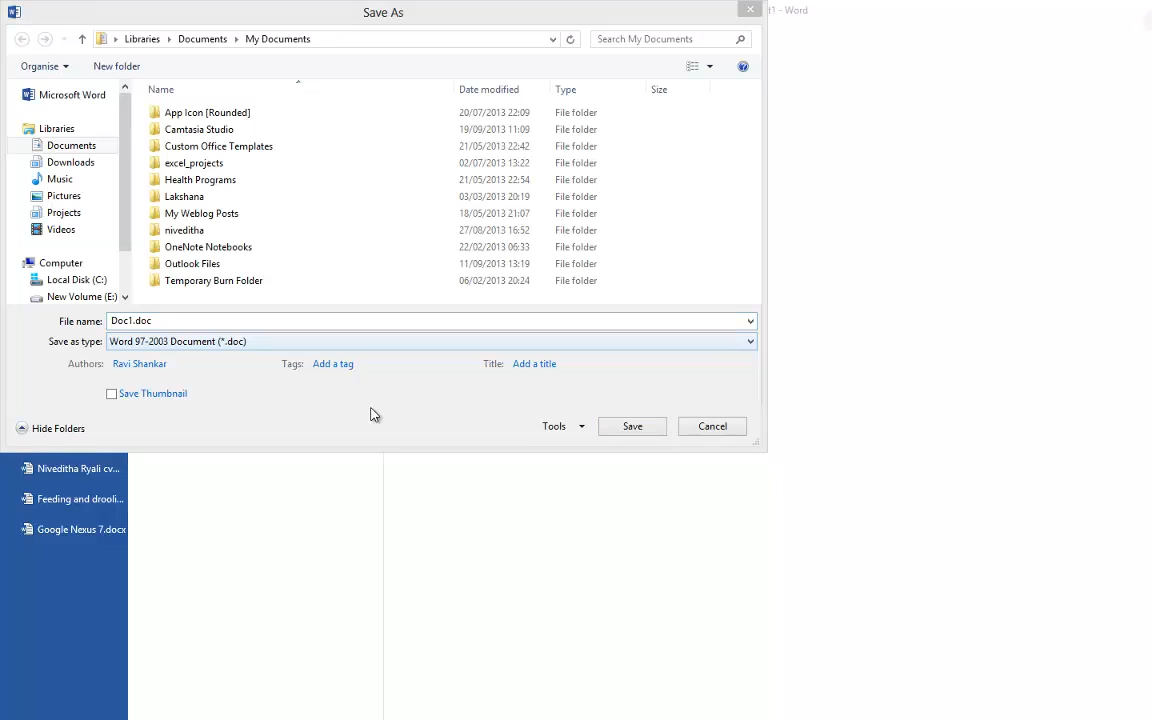 Save As
t1 - Word
Libraries Documents My Documents
Search My Documents
Organise New folder
Name Date modified Type Size
Microsoft Word
Libraries
Documents
Downloads
Music
Pictures
Projects
Videos
Computer
Local Disk (C:)
New Volume (E:)
App Icon [Rounded] 20/07/2013 22:09 File folder
Camtasia Studio 19/09/2013 11:09 File folder
Custom Office Templates 21/05/2013 22:42 File folder
excel_projects 02/07/2013 13:22 File folder
Health Programs 21/05/2013 22:54 File folder
Lakshana 03/03/2013 20:19 File folder
My Weblog Posts 18/05/2013 21:07 File folder
niveditha 27/08/2013 16:52 File folder
OneNote Notebooks 22/02/2013 06:33 File folder
Outlook Files 11/09/2013 13:19 File folder
Temporary Burn Folder 06/02/2013 20:24 File folder
File name: Doc1.doc
Save as type: Word 97-2003 Document (*.doc)
Authors: Ravi Shankar Tags: Add a tag Title: Add a title
Save Thumbnail
Hide Folders Tools Save Cancel
Niveditha Ryali cv...
Feeding and drooli...
Google Nexus 7.docx